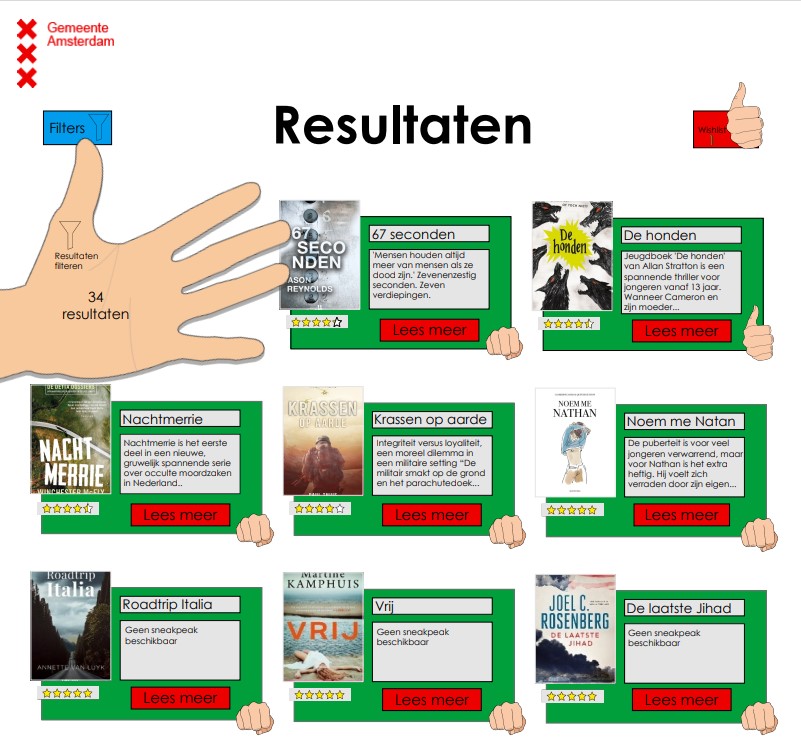 Gemeente
Amsterdam
Resultaten
Filters
Wishlist
Resultaten
filteren
34
resultaten
67
SECO
NDEN
JASON
REYNOLDS
67 seconden
'Mensen houden altijd
meer van mensen als ze
dood zijn.' Zevenenzestig
seconden. Zeven
verdiepingen.
Lees meer
De
honden
De honden
Jeugdboek 'De honden'
van Allan Stratton is een
spannende thriller voor
jongeren vanaf 13 jaar.
Wanneer Cameron en
zijn moeder...
Lees meer
NACHT
MERRIE
Nachtmerrie
Nachtmerrie is het eerste
deel in een nieuwe,
gruwelijk spannende serie
over occulte moordzaken
in Nederland..
Lees meer
KRASSEN
OP AARDE
Krassen op aarde
Integriteit versus loyaliteit,
een moreel dilemma in
een militaire setting “De
militair smakt op de grond
en het parachutedoek...
Lees meer
NOEM ME
NATHAN
Noem me Natan
De puberteit is voor veel
jongeren verwarrend, maar
voor Nathan is het extra
heftig. Hij voelt zich
verraden door zijn eigen...
Lees meer
Roadtrip
Italia
ANNETTE VAN LUYK
Roadtrip Italia
Geen sneakpeak
beschikbaar
Lees meer
Martine
KAMPHUIS
VRIJ
Vrij
Geen sneakpeak
beschikbaar
Lees meer
JOEL C.
ROSENBERG
DE LAATSTE
JIHAD
De laatste Jihad
Geen sneakpeak
beschikbaar
Lees meer